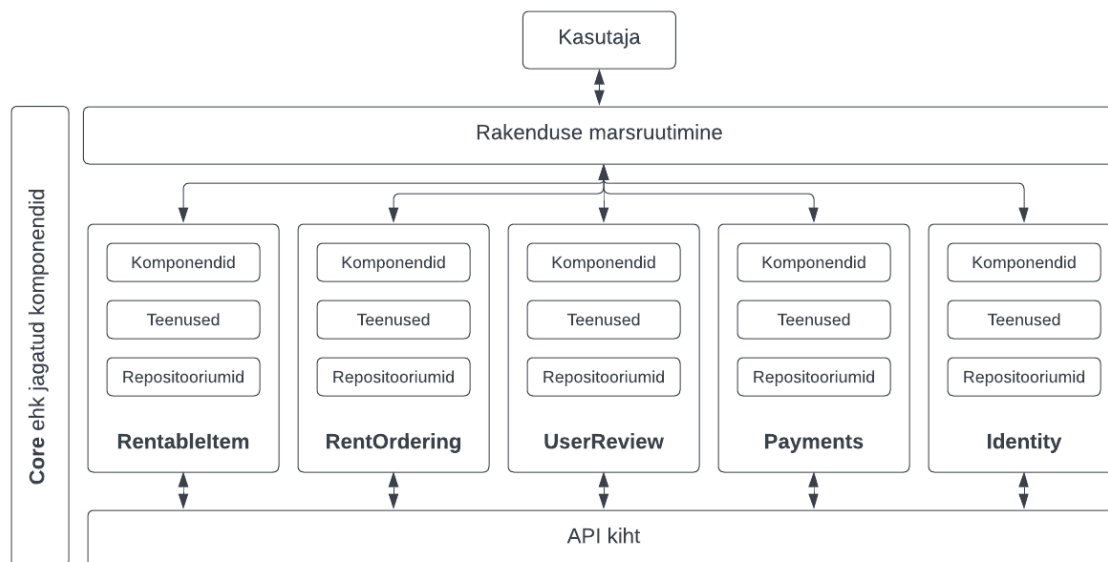 Kasutaja
Rakenduse marsruutimine
Core ehk jagatud komponendid
Komponendid
Teenused
Repositooriumid
RentableItem
Komponendid
Teenused
Repositooriumid
RentOrdering
Komponendid
Teenused
Repositooriumid
UserReview
Komponendid
Teenused
Repositooriumid
Payments
Komponendid
Teenused
Repositooriumid
Identity
API kiht